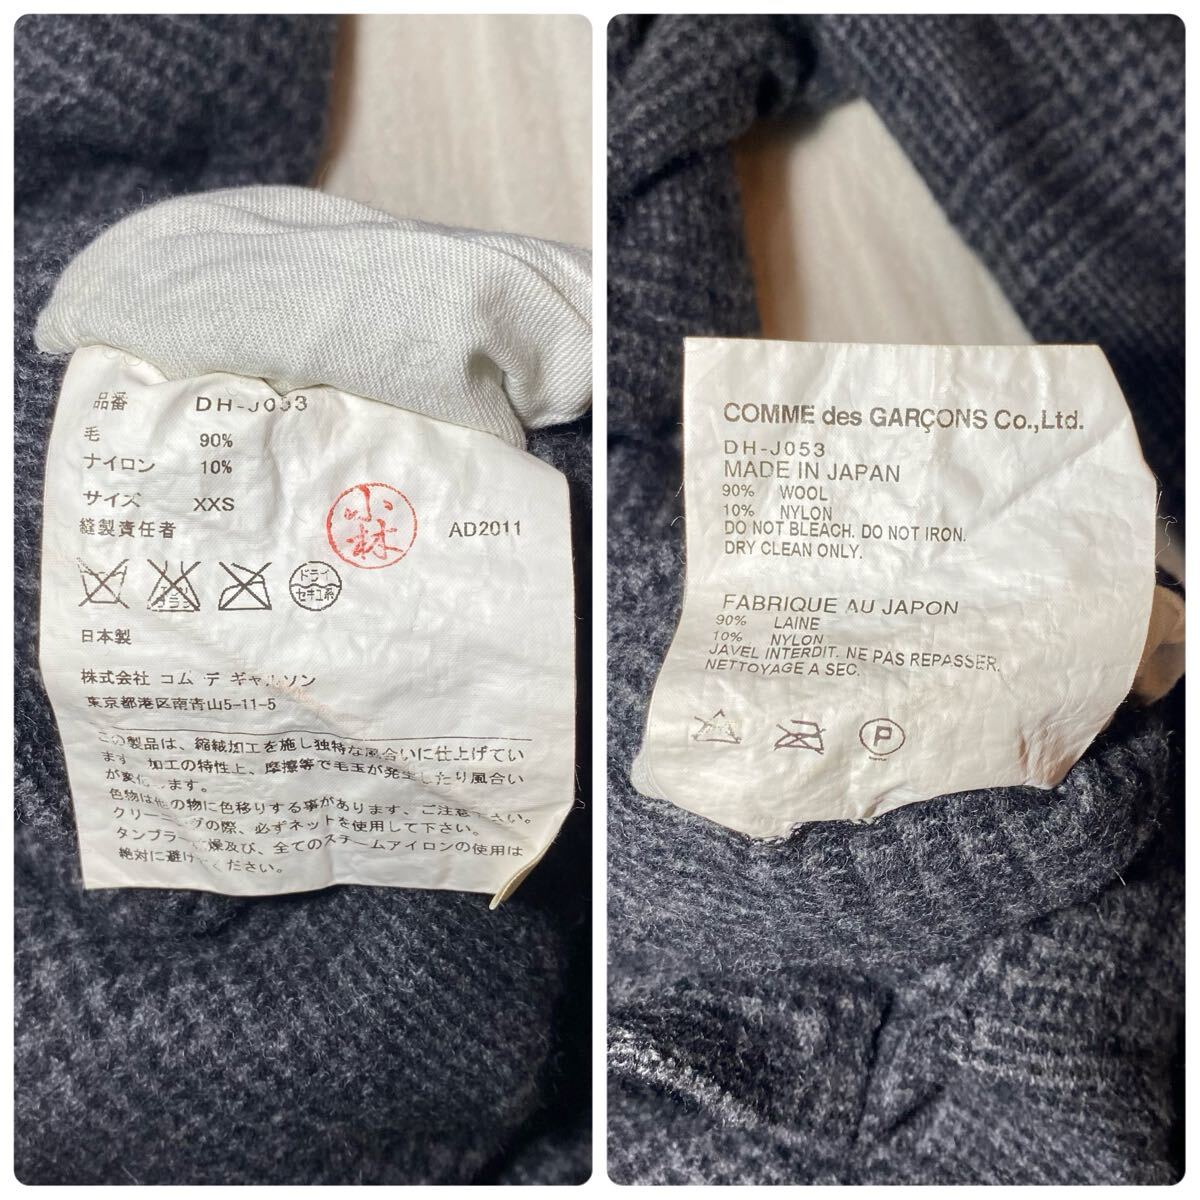 品番 DH-J053
毛 90%
ナイロン 10%
サイズ XXS
縫製責任者
小林
AD2011
ドライ
セキユ系
日本製
株式会社 コム デ ギャルソン
東京都港区南青山5-11-5
この製品は、縮絨加工を施し独特な風合いに仕上げてい
ます 加工の特性上、摩擦等で毛玉が発生したり風合い
が変化します。
色物は他の物に色移りする事があります、ご注意下さい。
クリーニングの際、必ずネットを使用して下さい。
タンブラー乾燥及び、全てのスチームアイロンの使用は
絶対に避けてください。
COMME des GARÇONS Co.,Ltd.
DH-J053
MADE IN JAPAN
90% WOOL
10% NYLON
DO NOT BLEACH. DO NOT IRON.
DRY CLEAN ONLY.
FABRIQUE AU JAPON
90% LAINE
10% NYLON
JAVEL INTERDIT. NE PAS REPASSER.
NETTOYAGE A SEC.
P